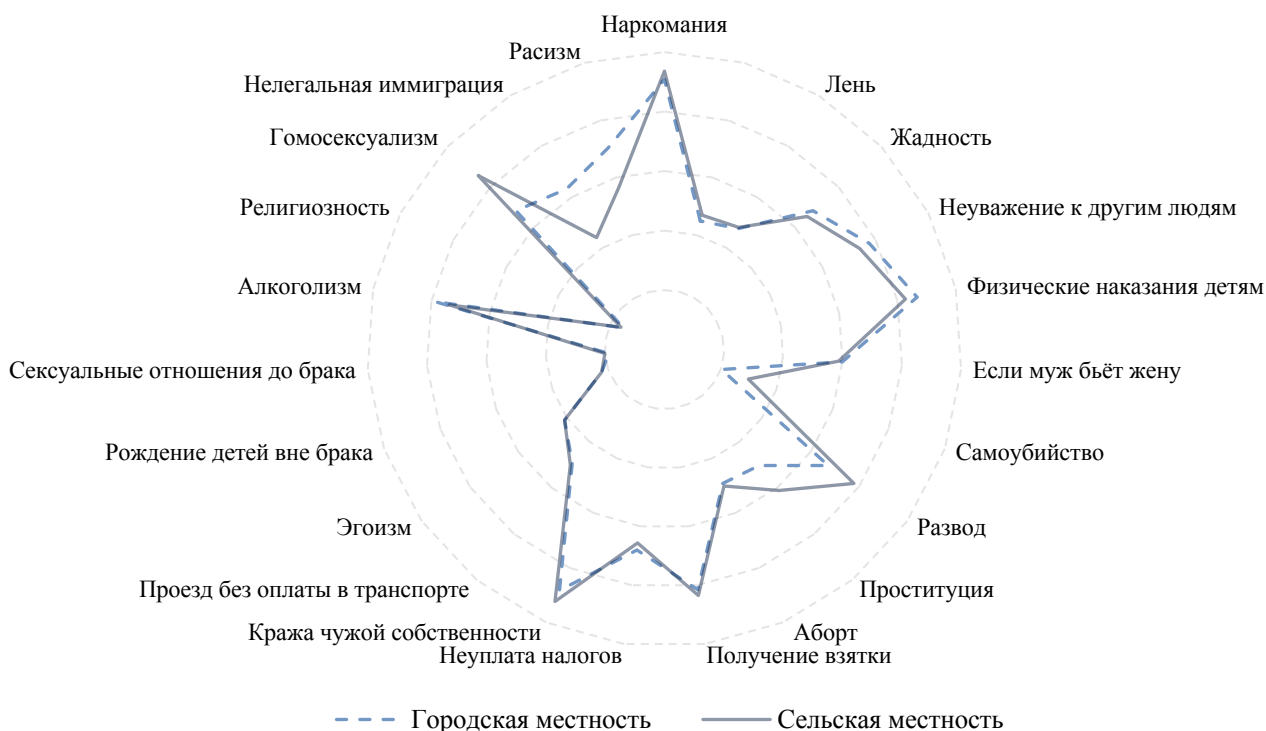 Наркомания
Расизм
Лень
Нелегальная иммиграция
Жадность
Гомосексуализм
Неуважение к другим людям
Религиозность
Физические наказания детям
Алкоголизм
Если муж бьёт жену
Сексуальные отношения до брака
Самоубийство
Рождение детей вне брака
Развод
Эгоизм
Проституция
Проезд без оплаты в транспорте
Аборт
Кража чужой собственности
Получение взятки
Неуплата налогов
Городская местность
Сельская местность